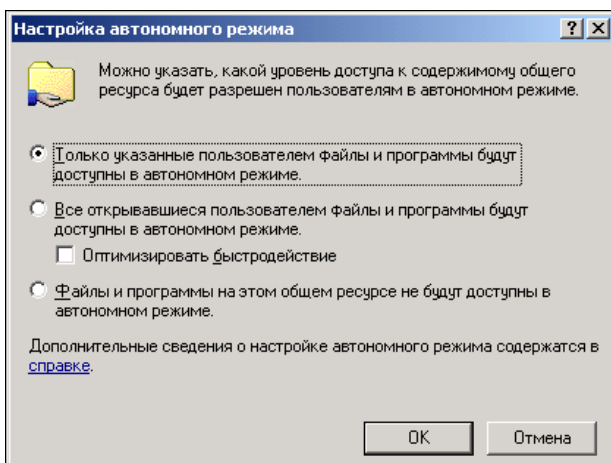 Настройка автономного режима
Можно указать, какой уровень доступа к содержимому общего
ресурса будет разрешен пользователям в автономном режиме.
Только указанные пользователем файлы и программы будут
доступны в автономном режиме.
Все открывавшиеся пользователем файлы и программы будут
доступны в автономном режиме.
Оптимизировать быстродействие
Файлы и программы на этом общем ресурсе не будут доступны в
автономном режиме.
Дополнительные сведения о настройке автономного режима содержатся в
справке.
OK Отмена